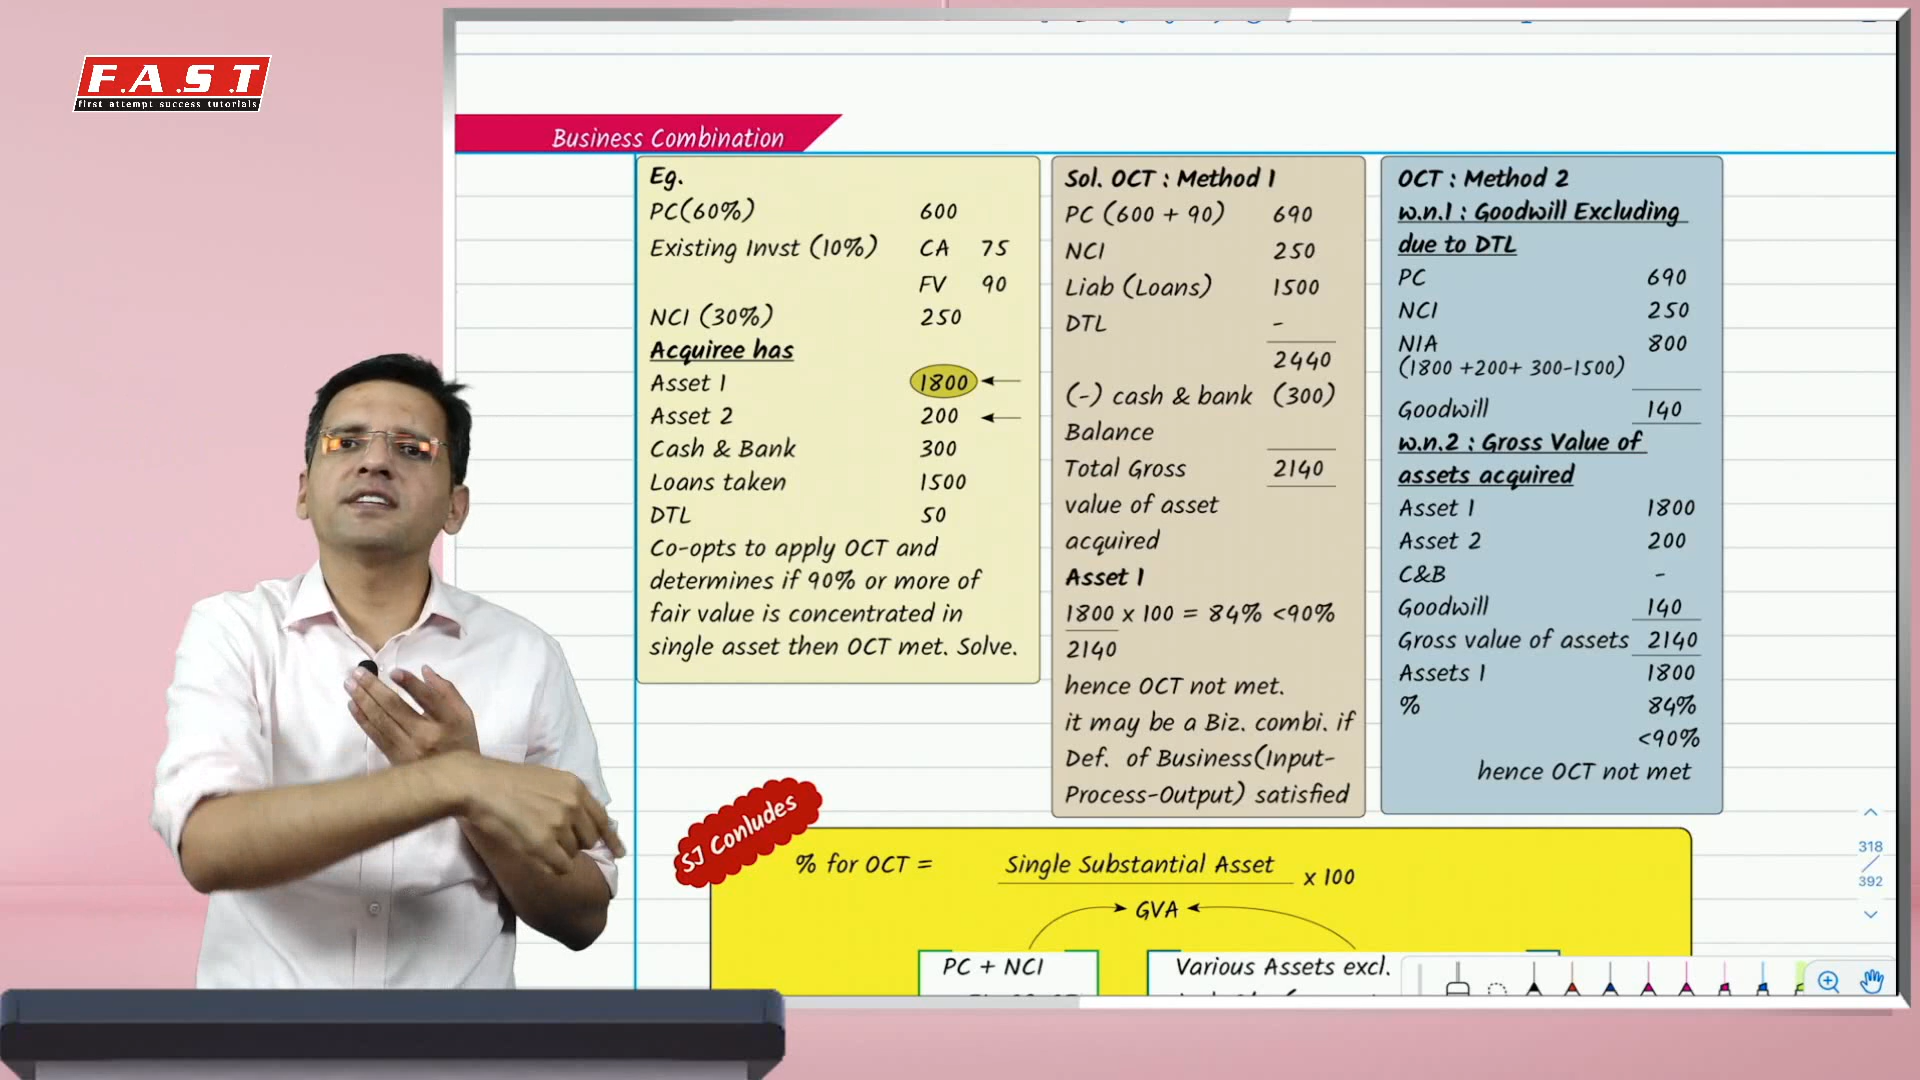 F.A.S.T
first attempt success tutorials
Business Combination
Eg.
PC(60%) 600
Existing Invst (10%) CA 75
FV 90
NCI (30%) 250
Acquiree has
Asset 1 1800
Asset 2 200
Cash & Bank 300
Loans taken 1500
DTL 50
Co-opts to apply OCT and
determines if 90% or more of
fair value is concentrated in
single asset then OCT met. Solve.
Sol. OCT : Method 1
PC (600 + 90) 690
NCI 250
Liab (Loans) 1500
DTL -
2440
(-) cash & bank (300)
Balance
Total Gross 2140
value of asset
acquired
Asset 1
1800 x 100 = 84% <90%
2140
hence OCT not met.
it may be a Biz. combi. if
Def. of Business(Input-
Process-Output) satisfied
OCT : Method 2
w.n.1 : Goodwill Excluding
due to DTL
PC 690
NCI 250
NIA 800
(1800 +200+ 300-1500)
Goodwill 140
w.n.2 : Gross Value of
assets acquired
Asset 1 1800
Asset 2 200
C&B -
Goodwill 140
Gross value of assets 2140
Assets 1 1800
% 84%
<90%
hence OCT not met
SJ Conludes
% for OCT = Single Substantial Asset x 100
GVA
PC + NCI
Various Assets excl.
318
392